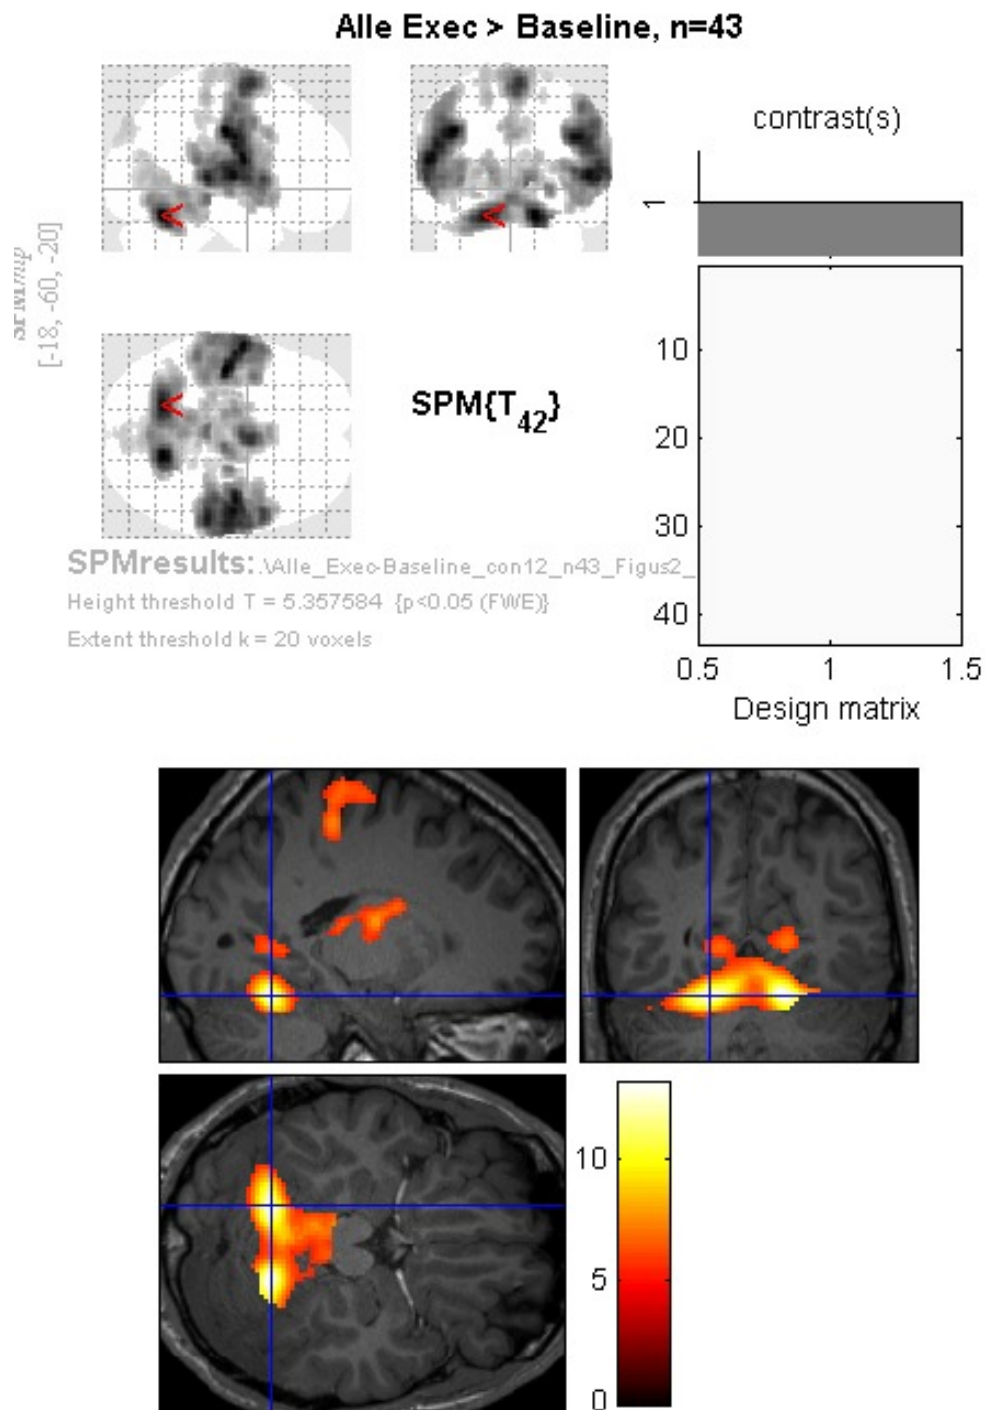 Alle Exec > Baseline, n=43
contrast(s)
1
[-18, -60, -20]
SPM{T42}
10
20
30
40
0.5 1 1.5
Design matrix
SPMresults: .\Alle_Exec-Baseline_con12_n43_Figus2_
Height threshold T = 5.357584 {p<0.05 (FWE)}
Extent threshold k = 20 voxels
10
5
0